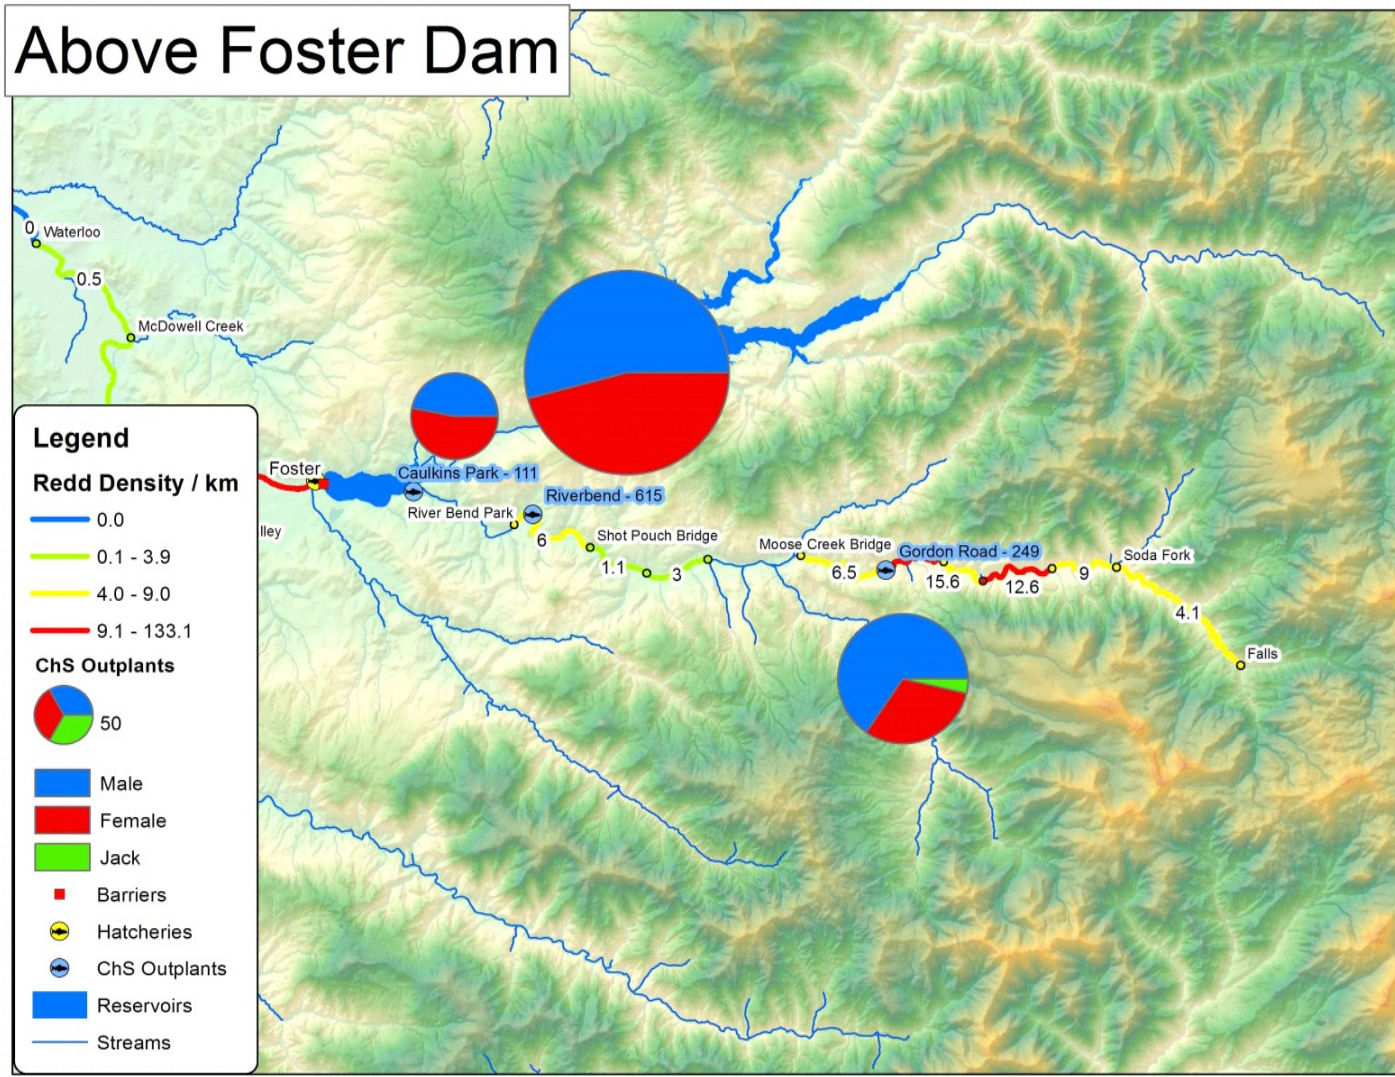 Above Foster Dam
0
Waterloo
0.5
McDowell Creek
Foster
Caulkins Park - 111
Riverbend - 615
River Bend Park
6
Shot Pouch Bridge
1.1
3
Moose Creek Bridge
6.5
Gordon Road - 249
15.6
12.6
9
Soda Fork
4.1
Falls
lley
Legend
Redd Density / km
0.0
0.1 - 3.9
4.0 - 9.0
9.1 - 133.1
ChS Outplants
50
Male
Female
Jack
Barriers
Hatcheries
ChS Outplants
Reservoirs
Streams